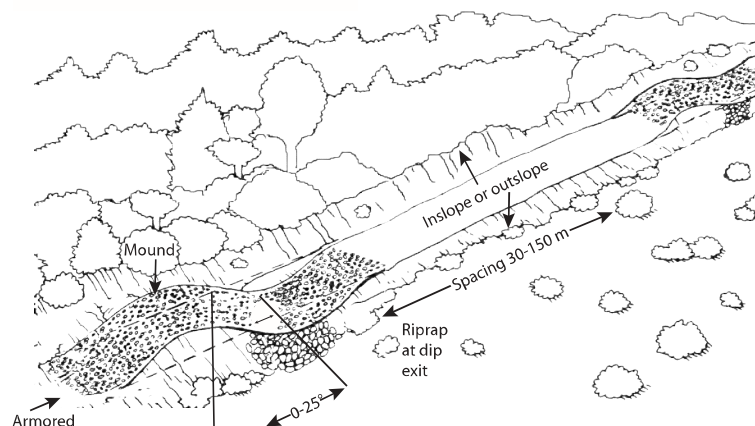 Mound
Inslope or outslope
Spacing 30-150 m
Riprap
at dip
exit
0-25°
Armored